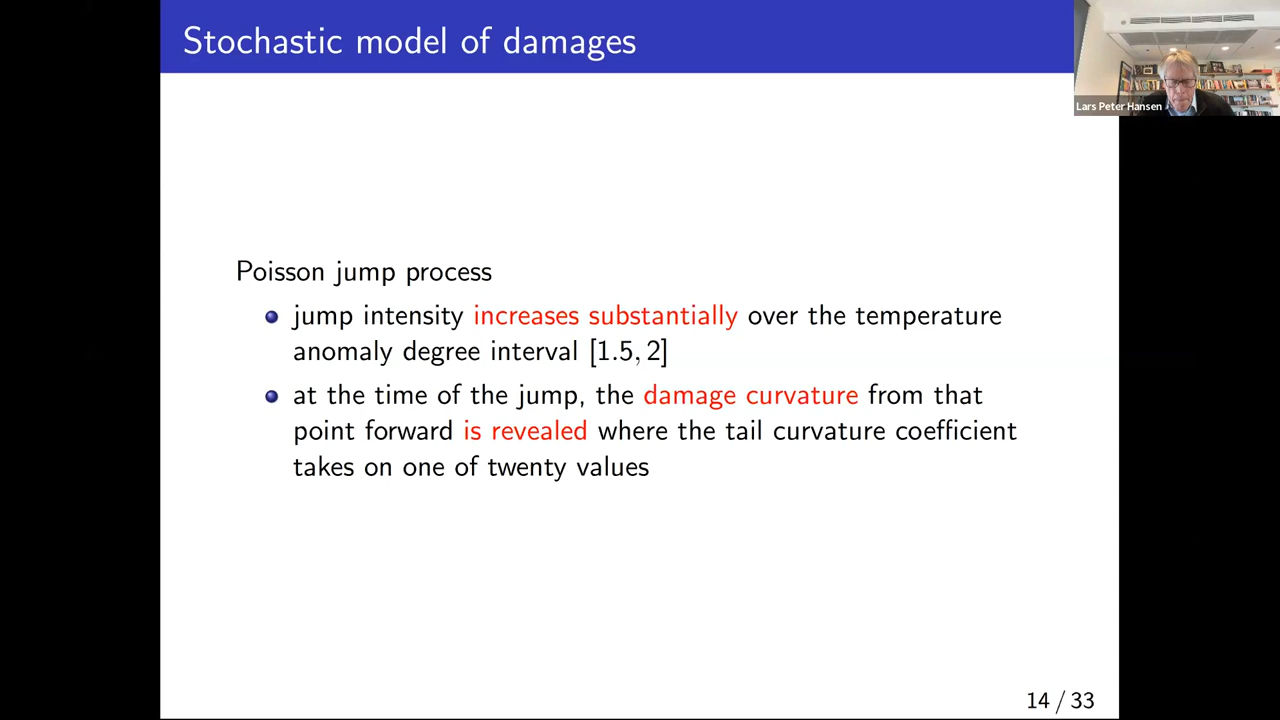 Stochastic model of damages
Lars Peter Hansen
Poisson jump process
jump intensity increases substantially over the temperature
anomaly degree interval [1.5, 2]
at the time of the jump, the damage curvature from that
point forward is revealed where the tail curvature coefficient
takes on one of twenty values
14 / 33